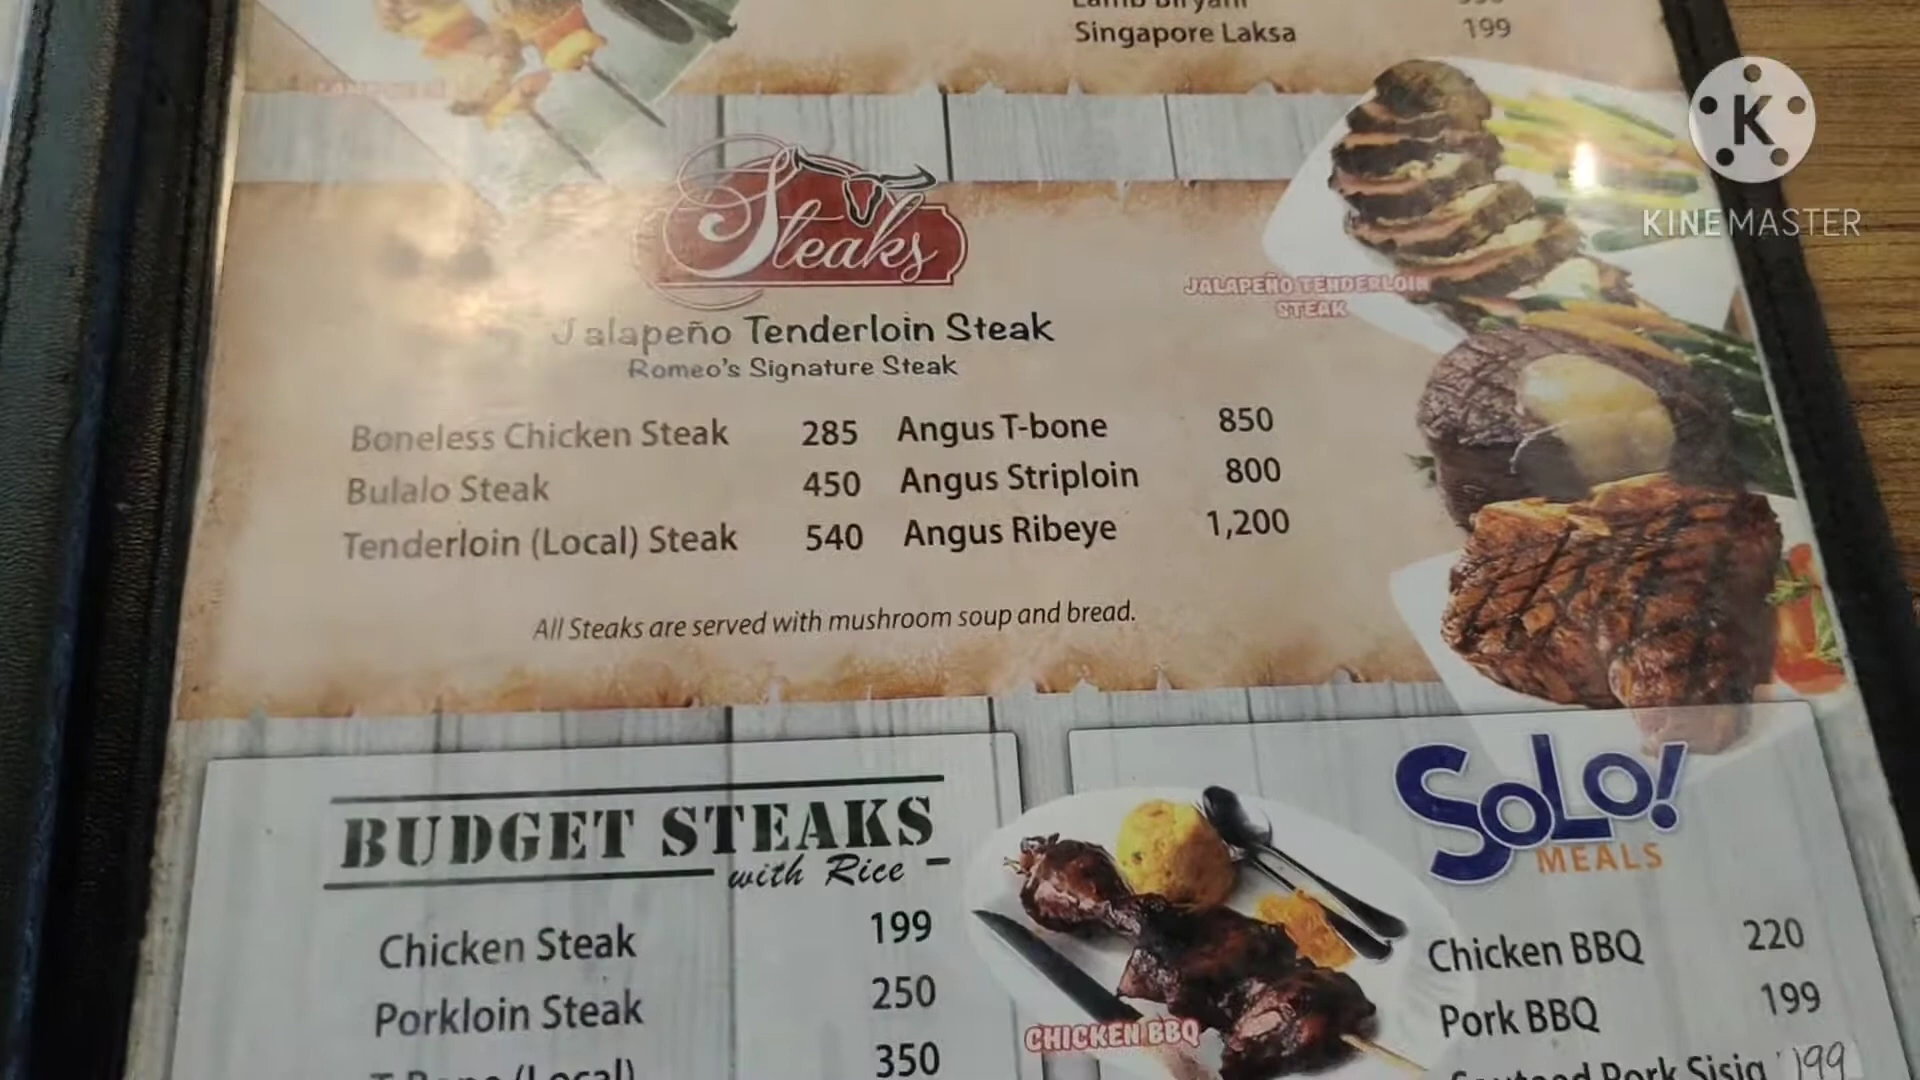 Singapore Laksa 199
K
KINEMASTER
Steaks
JALAPEÑO TENDERLOIN
STEAK
Jalapeño Tenderloin Steak
Romeo's Signature Steak
Boneless Chicken Steak 285 Angus T-bone 850
Bulalo Steak 450 Angus Striploin 800
Tenderloin (Local) Steak 540 Angus Ribeye 1,200
All Steaks are served with mushroom soup and bread.
BUDGET STEAKS
with Rice
Chicken Steak 199
Porkloin Steak 250
(Local) 350
CHICKEN BBQ
SOLO!
MEALS
Chicken BBQ 220
Pork BBQ 199
Pork Sisig 199